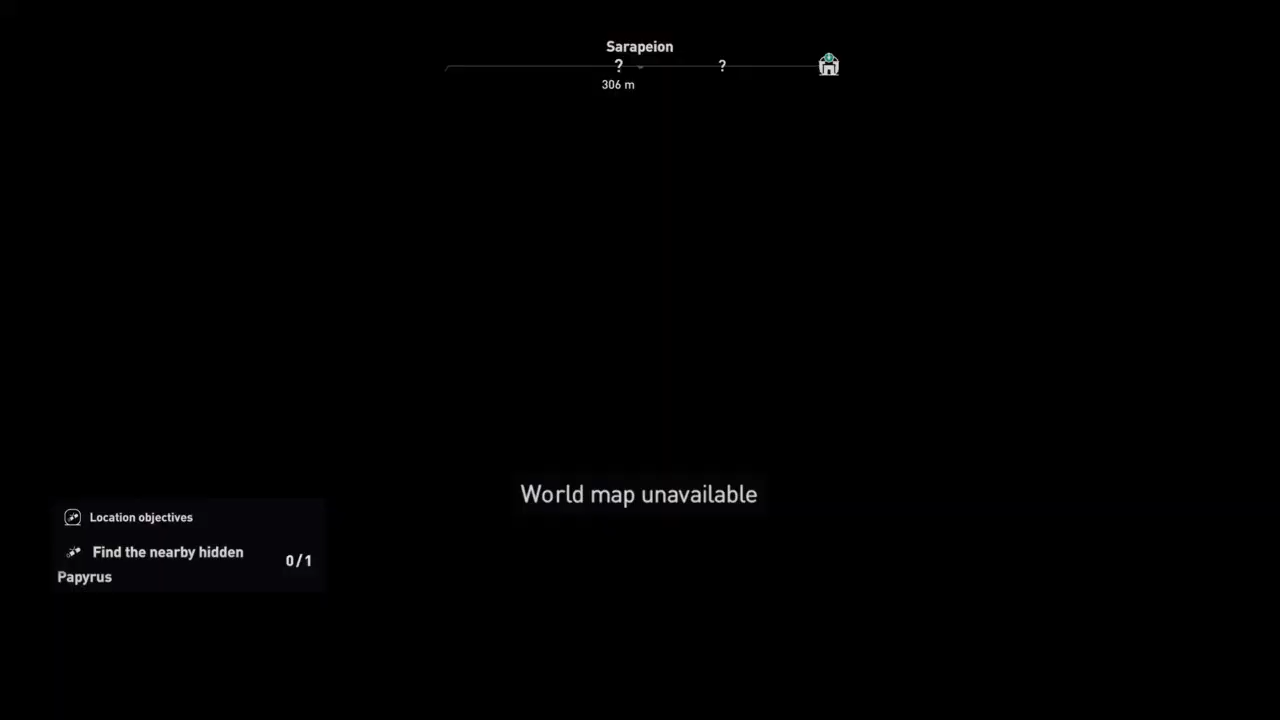 Sarapeion
?
?
306 m
World map unavailable
Location objectives
Find the nearby hidden
Papyrus
0/1